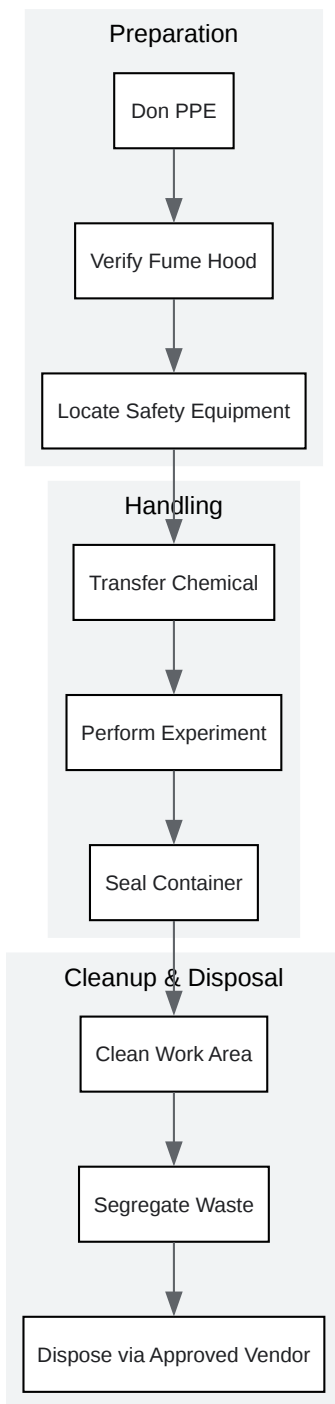 Preparation
Don PPE
Verify Fume Hood
Locate Safety Equipment
Handling
Transfer Chemical
Perform Experiment
Seal Container
Cleanup & Disposal
Clean Work Area
Segregate Waste
Dispose via Approved Vendor